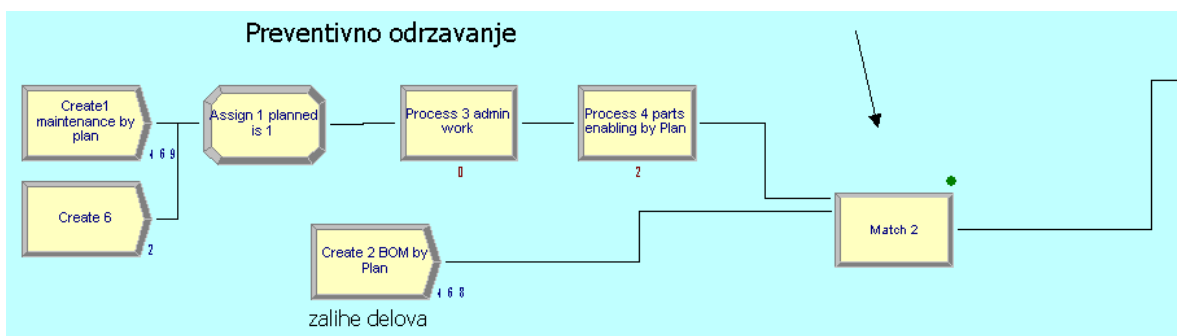 Preventivno odrzavanje
Create1
maintenance by
plan
1 6 9
Assign 1 planned
is 1
Process 3 admin
work
0
Process 4 parts
enabling by Plan
2
Create 6
2
Create 2 BOM by
Plan
1 6 8
zalihe delova
Match 2